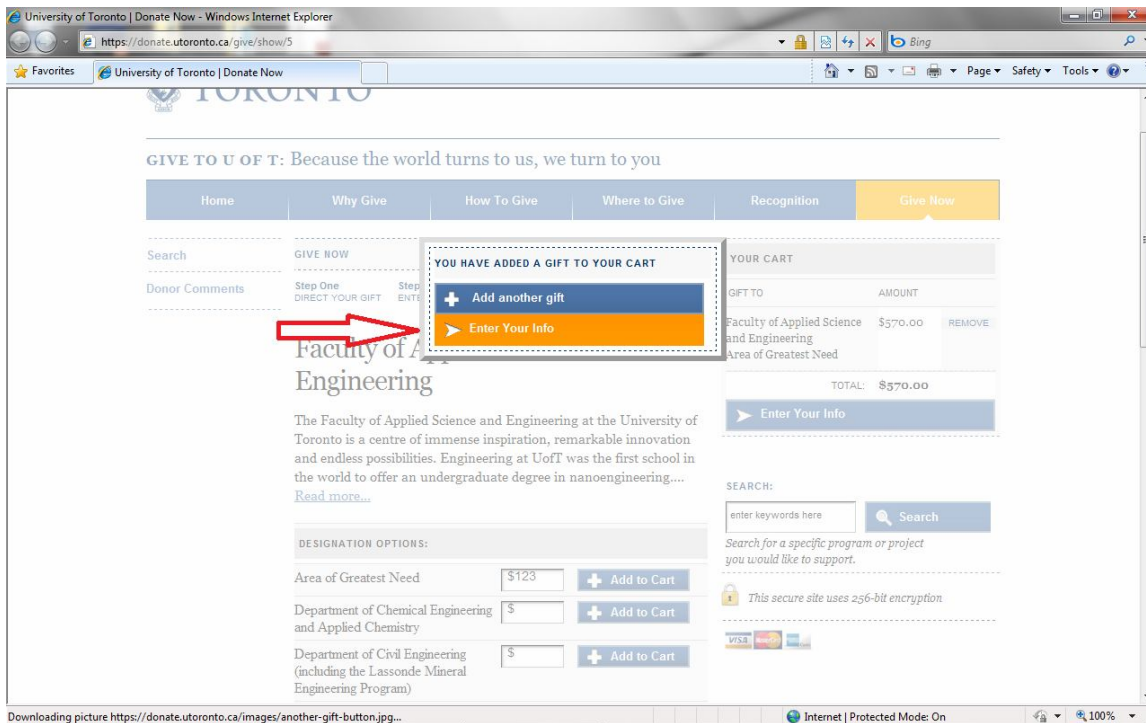 University of Toronto | Donate Now - Windows Internet Explorer
https://donate.utoronto.ca/give/show/5
Bing
Favorites
University of Toronto | Donate Now
Page
Safety
Tools
TORONTO
GIVE TO U OF T: Because the world turns to us, we turn to you
Home
Why Give
How To Give
Where to Give
Recognition
Give Now
Search
Donor Comments
GIVE NOW
Step One
DIRECT YOUR GIFT
YOU HAVE ADDED A GIFT TO YOUR CART
Add another gift
Enter Your Info
Faculty of
Engineering
The Faculty of Applied Science and Engineering at the University of
Toronto is a centre of immense inspiration, remarkable innovation
and endless possibilities. Engineering at UofT was the first school in
the world to offer an undergraduate degree in nanoengineering....
Read more...
DESIGNATION OPTIONS:
Area of Greatest Need
$123
Add to Cart
Department of Chemical Engineering
and Applied Chemistry
$
Add to Cart
Department of Civil Engineering
(including the Lassonde Mineral
Engineering Program)
$
Add to Cart
YOUR CART
GIFT TO
AMOUNT
Faculty of Applied Science
and Engineering
Area of Greatest Need
$570.00
REMOVE
TOTAL: $570.00
Enter Your Info
SEARCH:
enter keywords here
Search
Search for a specific program or project
you would like to support.
This secure site uses 256-bit encryption
VISA
Downloading picture https://donate.utoronto.ca/images/another-gift-button.jpg...
Internet | Protected Mode: On
100%